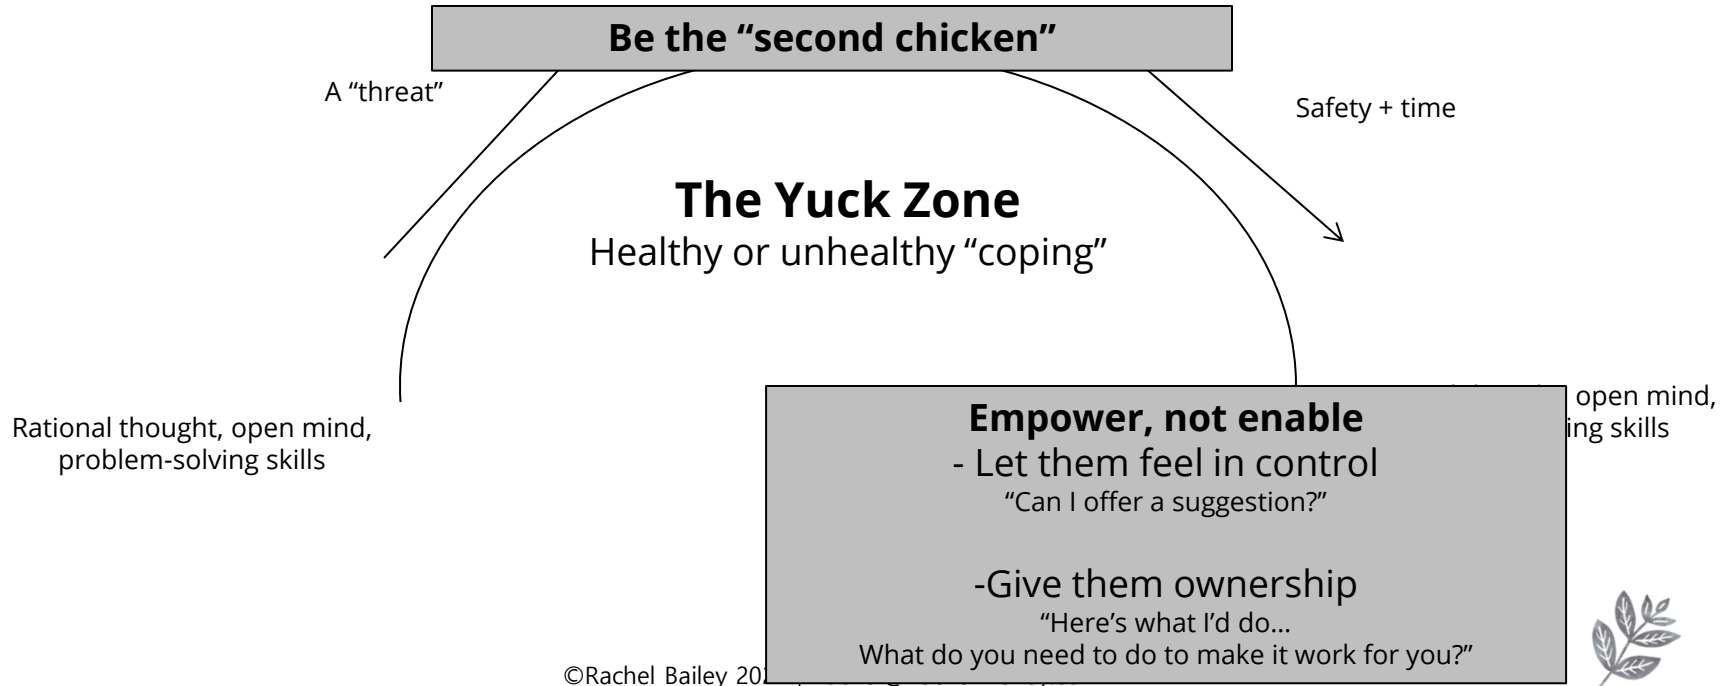 Be the “second chicken”
A “threat”
Safety + time
The Yuck Zone
Healthy or unhealthy “coping”
Rational thought, open mind,
problem-solving skills
open mind,
skills
Empower, not enable
- Let them feel in control
“Can I offer a suggestion?”
-Give them ownership
“Here’s what I’d do...
What do you need to do to make it work for you?”
©Rachel Bailey